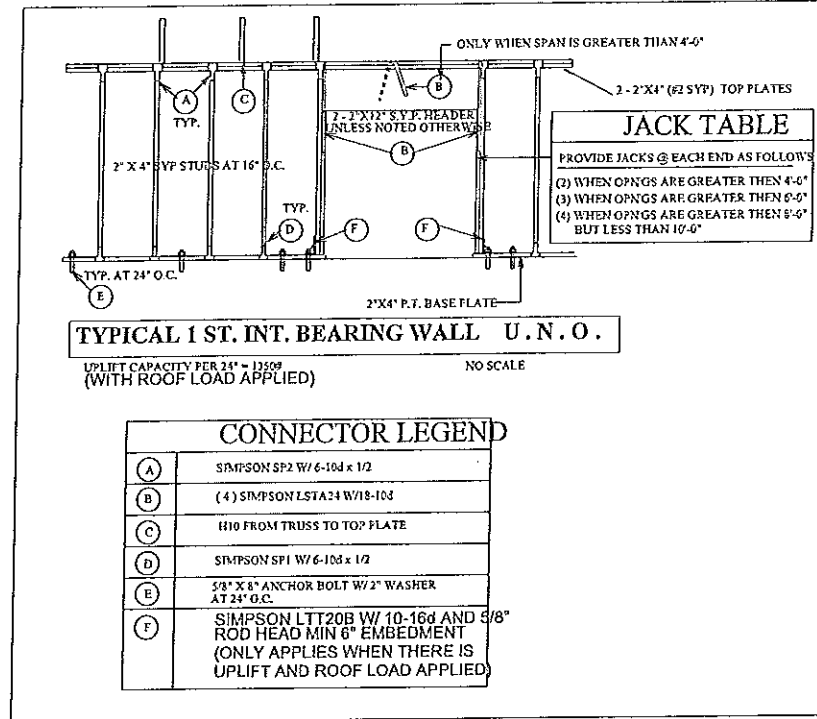 ONLY WHEN SPAN IS GREATER THAN 4'-0"
B
A
TYP.
C
2 - 2"X4" (#2 SYP) TOP PLATES
2 - 2"X12" S.Y.P. HEADER
UNLESS NOTED OTHERWISE
B
2" X 4" SYP STUDS AT 16" O.C.
JACK TABLE
PROVIDE JACKS @ EACH END AS FOLLOWS
(2) WHEN OPNGS ARE GREATER THEN 4'-0"
(3) WHEN OPNGS ARE GREATER THEN 6'-0"
(4) WHEN OPNGS ARE GREATER THEN 8'-0"
BUT LESS THAN 10'-0"
TYP.
D
F
F
TYP. AT 24" O.C.
E
2"X4" P.T. BASE PLATE
TYPICAL 1 ST. INT. BEARING WALL U.N.O.
UPLIFT CAPACITY PER 24" = 1350#
(WITH ROOF LOAD APPLIED)
NO SCALE
CONNECTOR LEGEND
A SIMPSON SP2 W/ 6-10d x 1/2
B ( 4 ) SIMPSON LSTA24 W/18-10d
C H10 FROM TRUSS TO TOP PLATE
D SIMPSON SP1 W/ 6-10d x 1/2
E 5/8" X 8" ANCHOR BOLT W/ 2" WASHER
AT 24" O.C.
F SIMPSON LTT20B W/ 10-16d AND 5/8"
ROD HEAD MIN 6" EMBEDMENT
(ONLY APPLIES WHEN THERE IS
UPLIFT AND ROOF LOAD APPLIED)